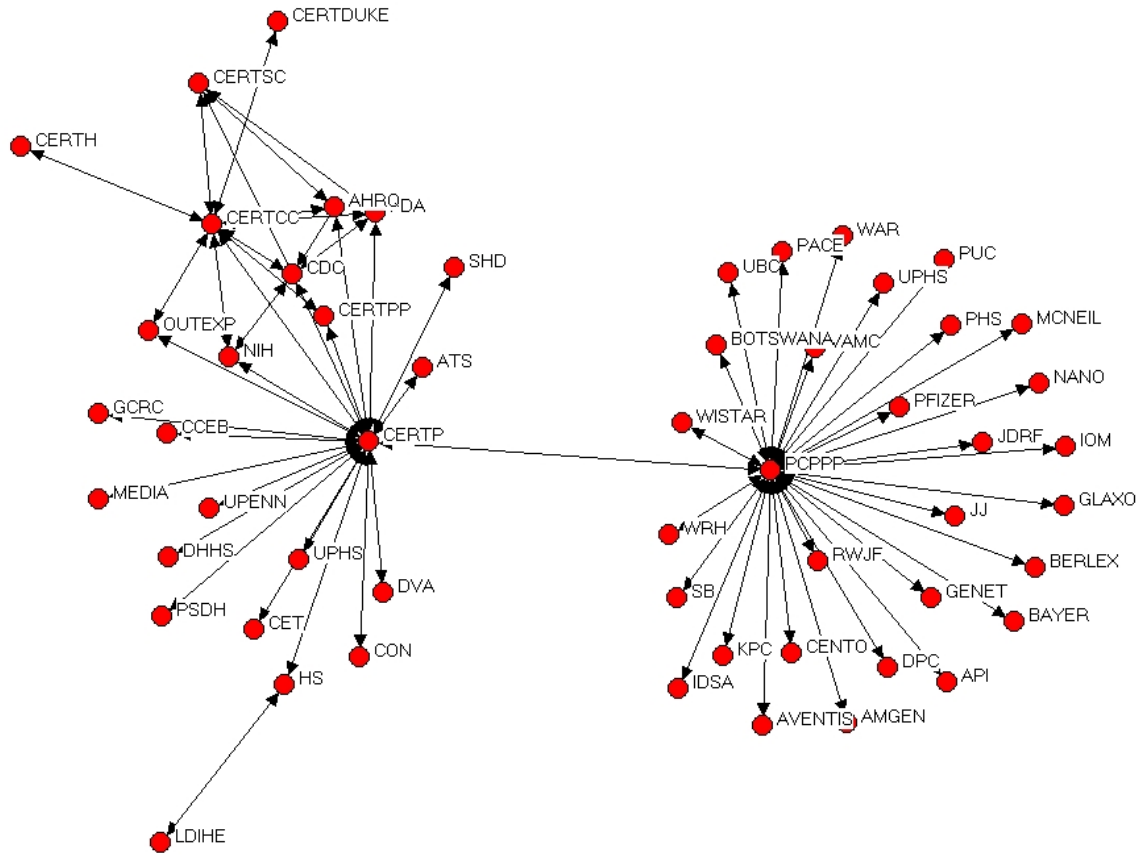 CERTDUKE
CERTSC
CERTH
AHRQ
DA
CERTCC
WAR
PACE
PUC
SHD
CDC
UBC
UPHS
CERTPP
OUTEXP
PHS
MCNEIL
BOTSWANA
/AMC
NIH
ATS
NANO
GCRC
PFIZER
WISTAR
CCEB
CERTP
JDRF
IOM
PCPPP
MEDIA
UPENN
GLAXO
JJ
WRH
DHHS
UPHS
RWJF
BERLEX
DVA
SB
GENET
PSDH
CET
BAYER
CON
KPC
CENTO
DPC
HS
IDSA
API
AVENTIS
AMGEN
LDIHE